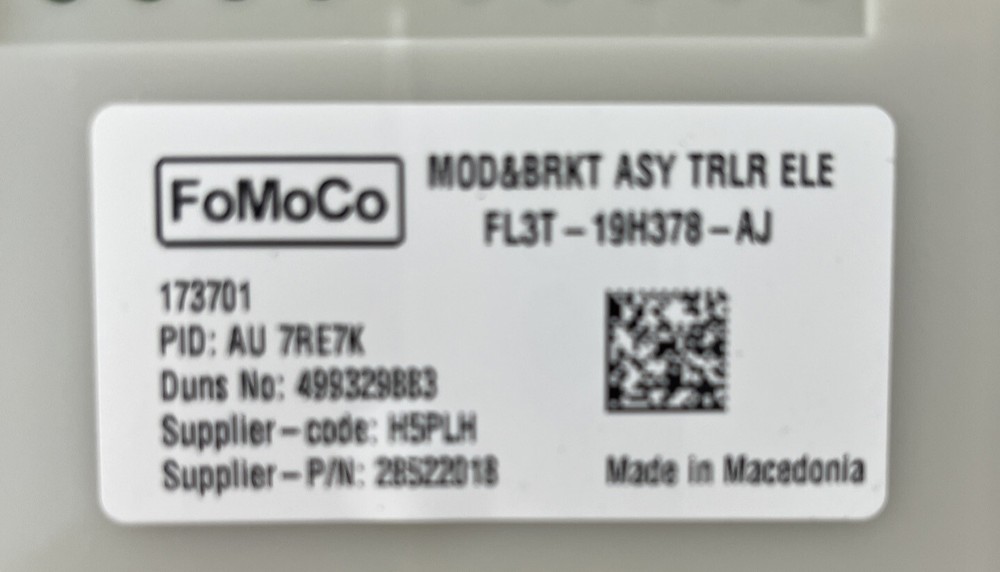 FoMoCo
MOD&BRKT ASY TRLR ELE
FL3T-19H378-AJ
173701
PID: AU 7RE7K
Duns No: 499329883
Supplier-code: H5PLH
Supplier-P/N: 28522018
Made in Macedonia